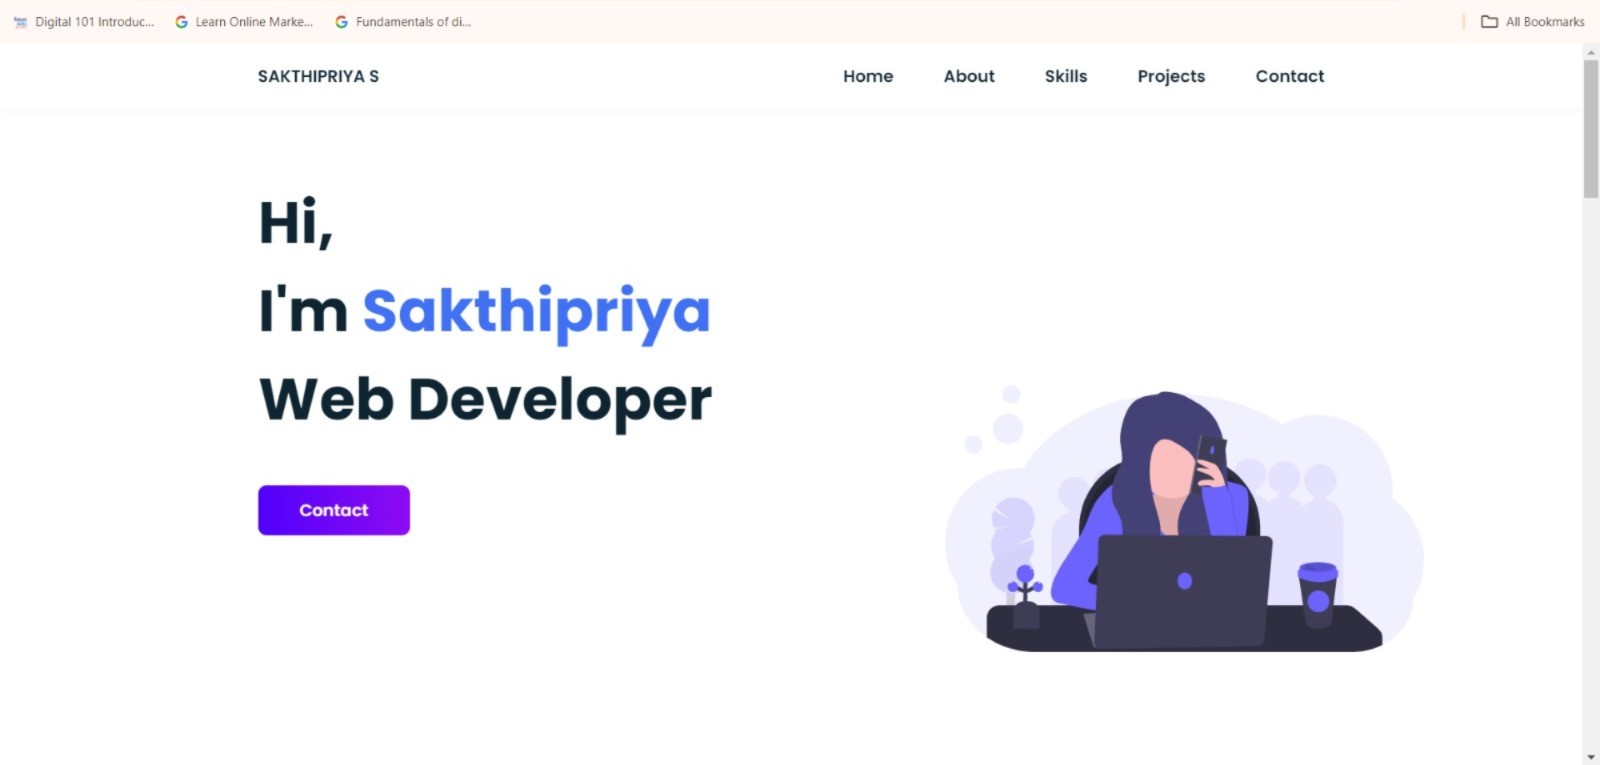 Digital 101 Introduc... Learn Online Marke... Fundamentals of di... All Bookmarks
SAKTHIPRIYA S Home About Skills Projects Contact
Hi,
I'm Sakthipriya
Web Developer
Contact